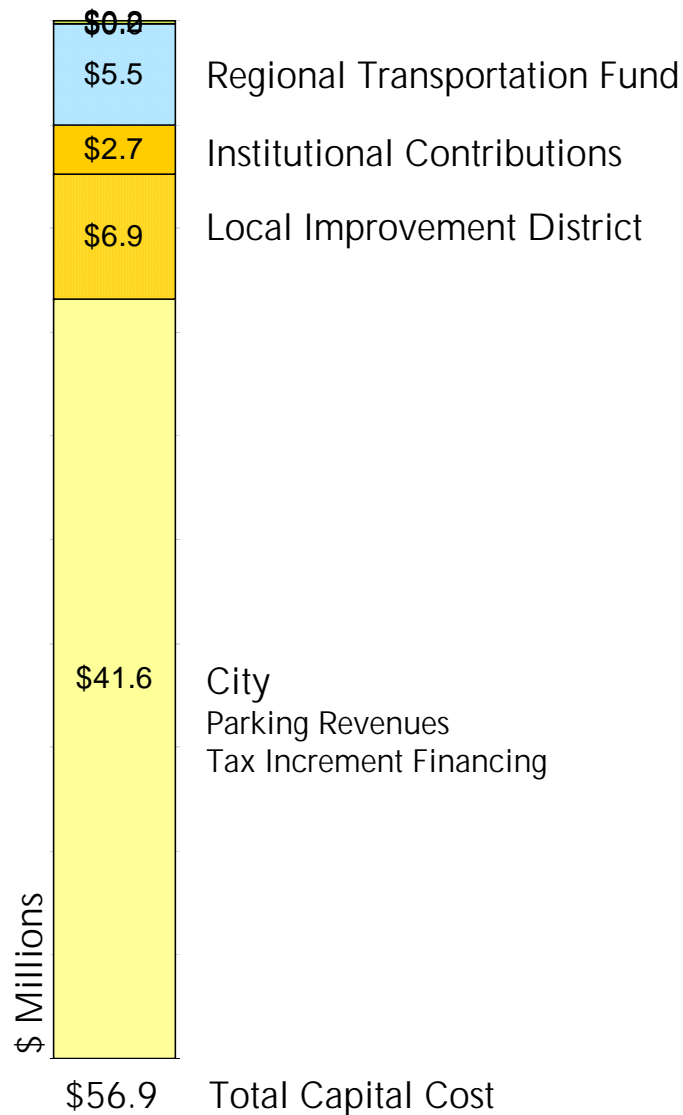 $5.5 Regional Transportation Fund
$2.7 Institutional Contributions
$6.9 Local Improvement District
$41.6 City
Parking Revenues
Tax Increment Financing
$ Millions
$56.9 Total Capital Cost